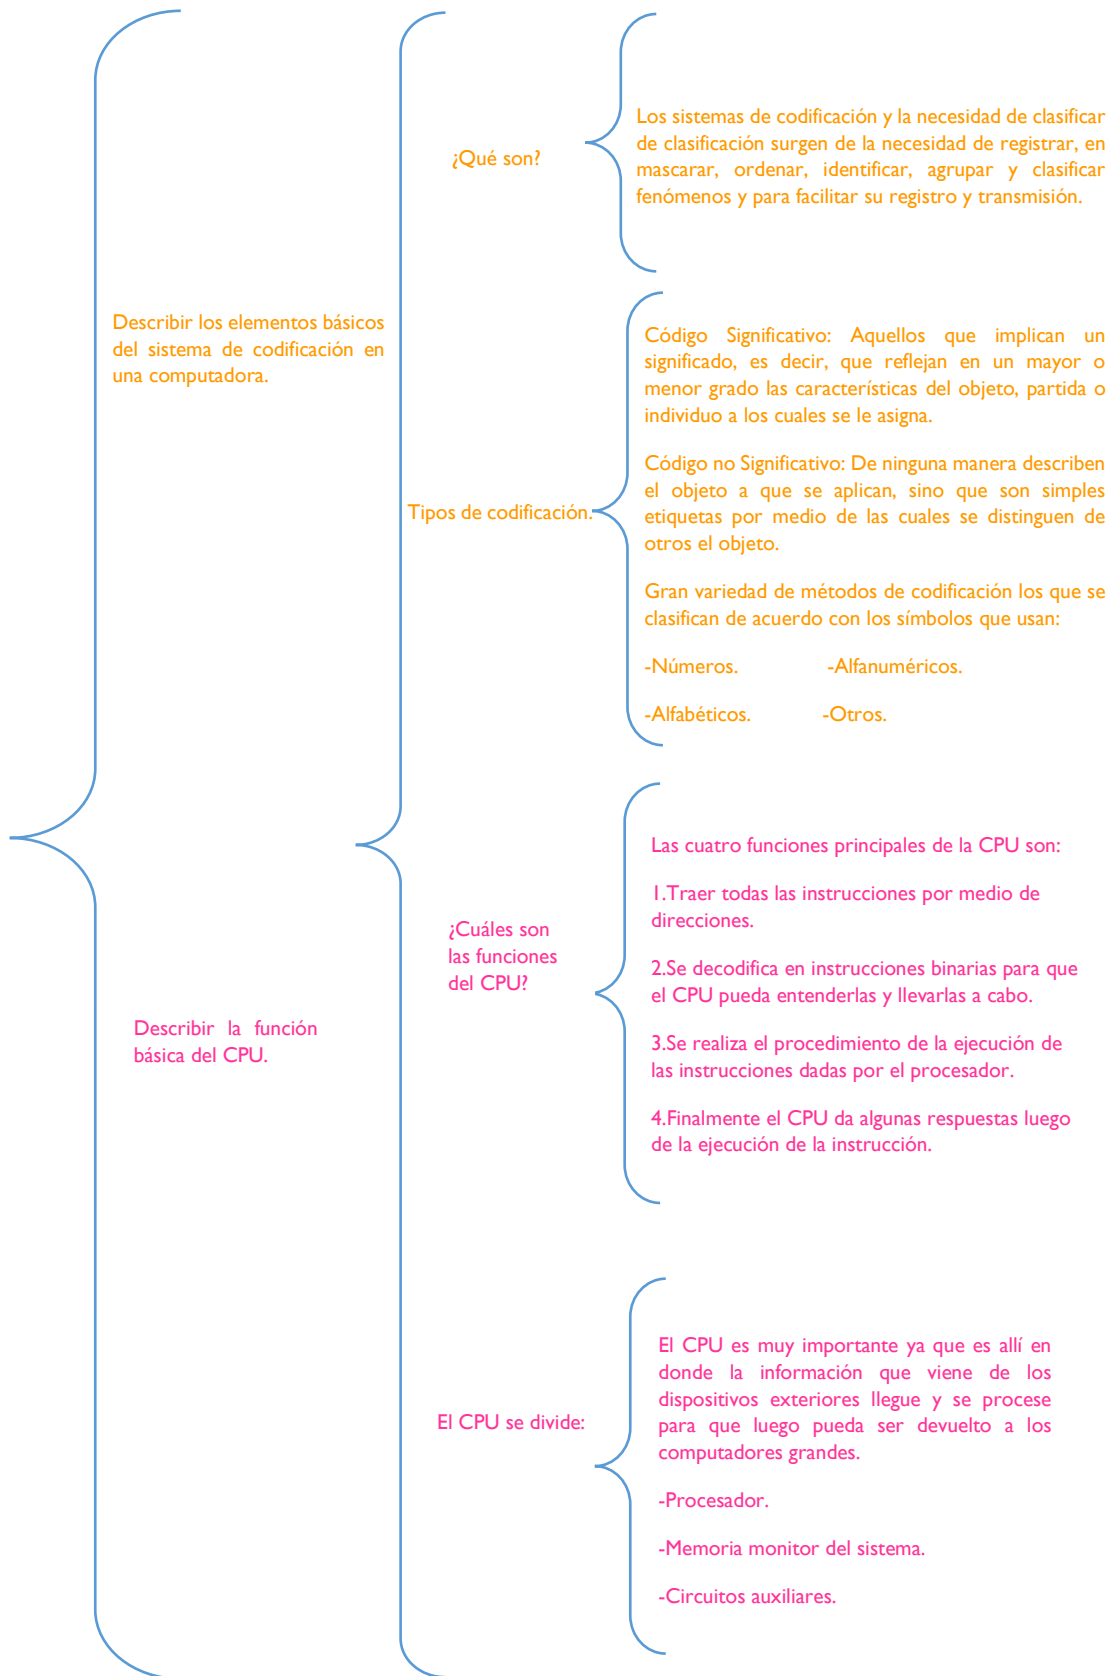 Describir los elementos básicos
del sistema de codificación en
una computadora.
¿Qué son?
Los sistemas de codificación y la necesidad de clasificar
de clasificación surgen de la necesidad de registrar, en
mascarar, ordenar, identificar, agrupar y clasificar
fenómenos y para facilitar su registro y transmisión.
Tipos de codificación.
Código Significativo: Aquellos que implican un
significado, es decir, que reflejan en un mayor o
menor grado las características del objeto, partida o
individuo a los cuales se le asigna.
Código no Significativo: De ninguna manera describen
el objeto a que se aplican, sino que son simples
etiquetas por medio de las cuales se distinguen de
otros el objeto.
Gran variedad de métodos de codificación los que se
clasifican de acuerdo con los símbolos que usan:
-Números. -Alfanuméricos.
-Alfabéticos. -Otros.
Describir la función
básica del CPU.
¿Cuáles son
las funciones
del CPU?
Las cuatro funciones principales de la CPU son:
1.Traer todas las instrucciones por medio de
direcciones.
2.Se decodifica en instrucciones binarias para que
el CPU pueda entenderlas y llevarlas a cabo.
3.Se realiza el procedimiento de la ejecución de
las instrucciones dadas por el procesador.
4.Finalmente el CPU da algunas respuestas luego
de la ejecución de la instrucción.
El CPU se divide:
El CPU es muy importante ya que es allí en
donde la información que viene de los
dispositivos exteriores llegue y se procese
para que luego pueda ser devuelto a los
computadores grandes.
-Procesador.
-Memoria monitor del sistema.
-Circuitos auxiliares.